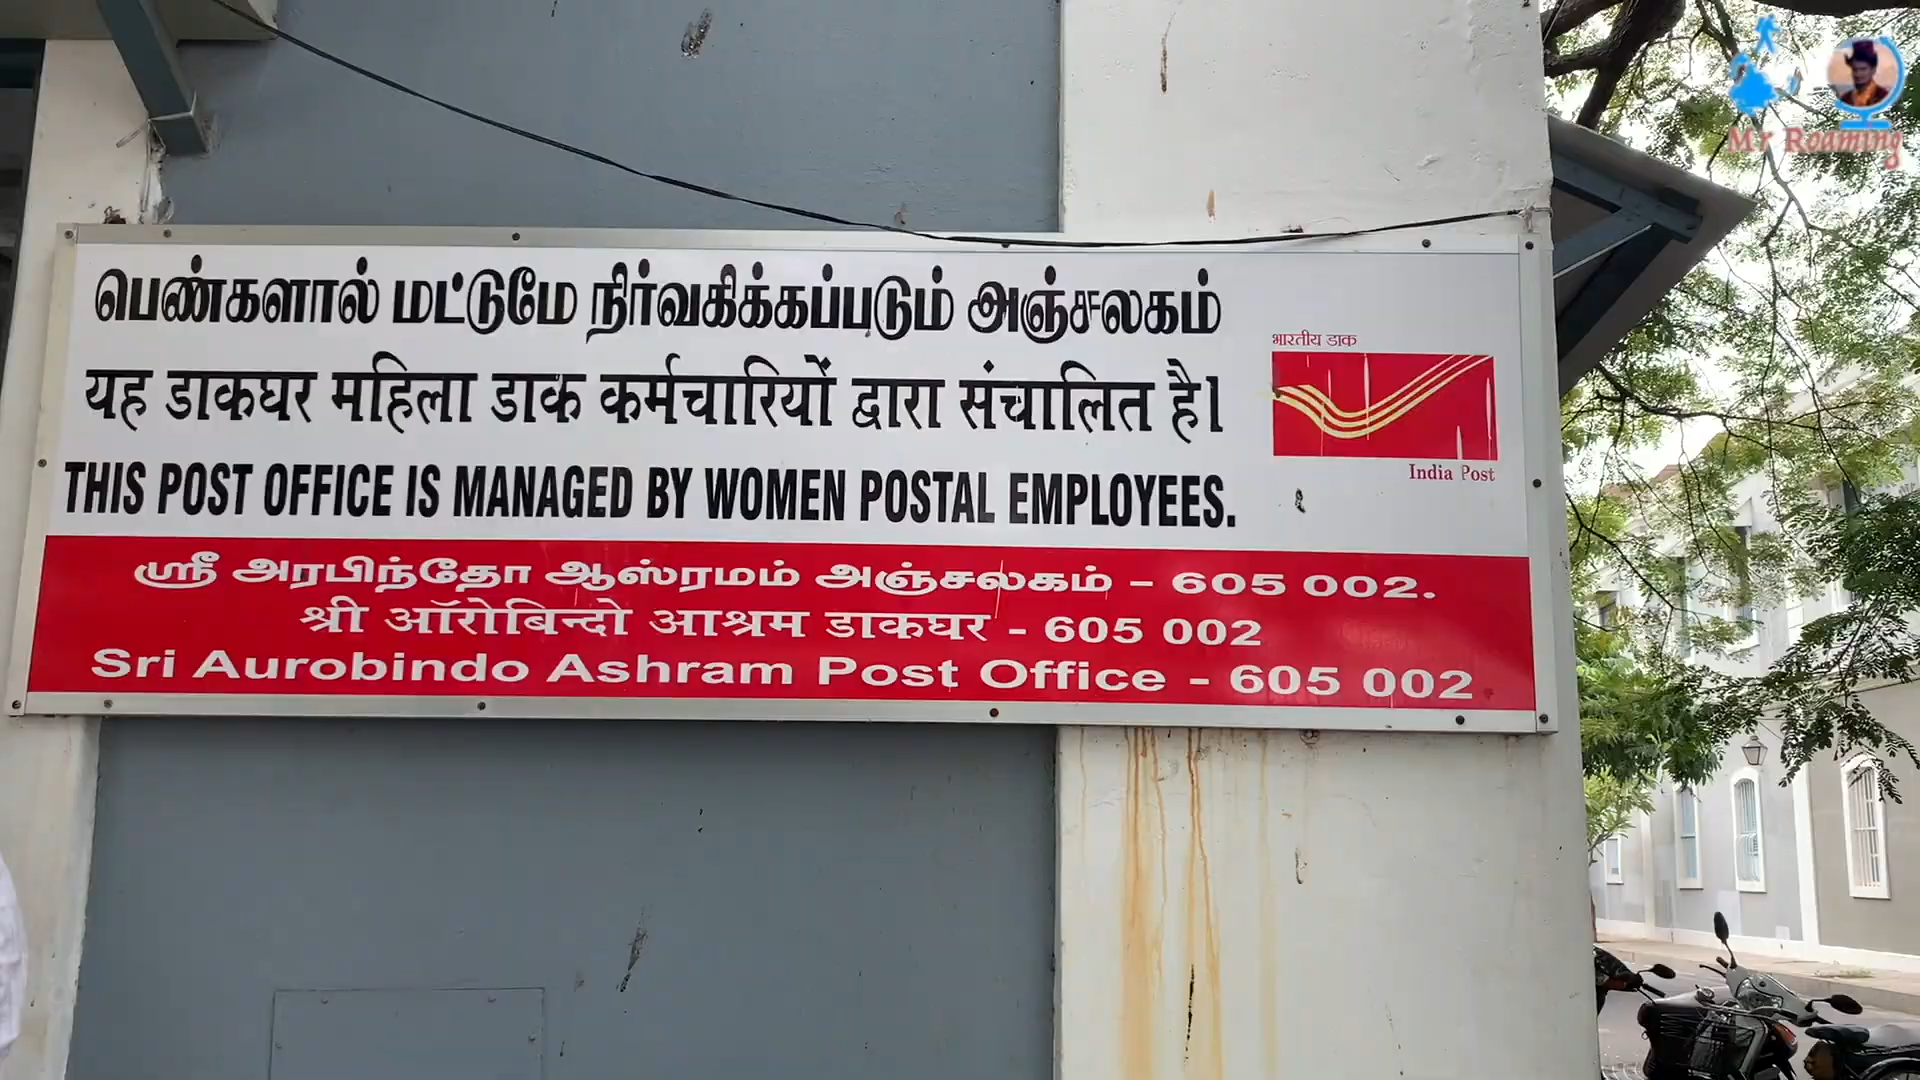 Mr Roaming
பெண்களால் மட்டுமே நிர்வகிக்கப்படும் அஞ்சலகம்
यह डाकघर महिला डाक कर्मचारियों द्वारा संचालित है।
THIS POST OFFICE IS MANAGED BY WOMEN POSTAL EMPLOYEES.
भारतीय डाक
India Post
ஸ்ரீ அரபிந்தோ ஆஸ்ரமம் அஞ்சலகம் – 605 002.
श्री ऑरोबिन्दो आश्रम डाकघर - 605 002
Sri Aurobindo Ashram Post Office - 605 002